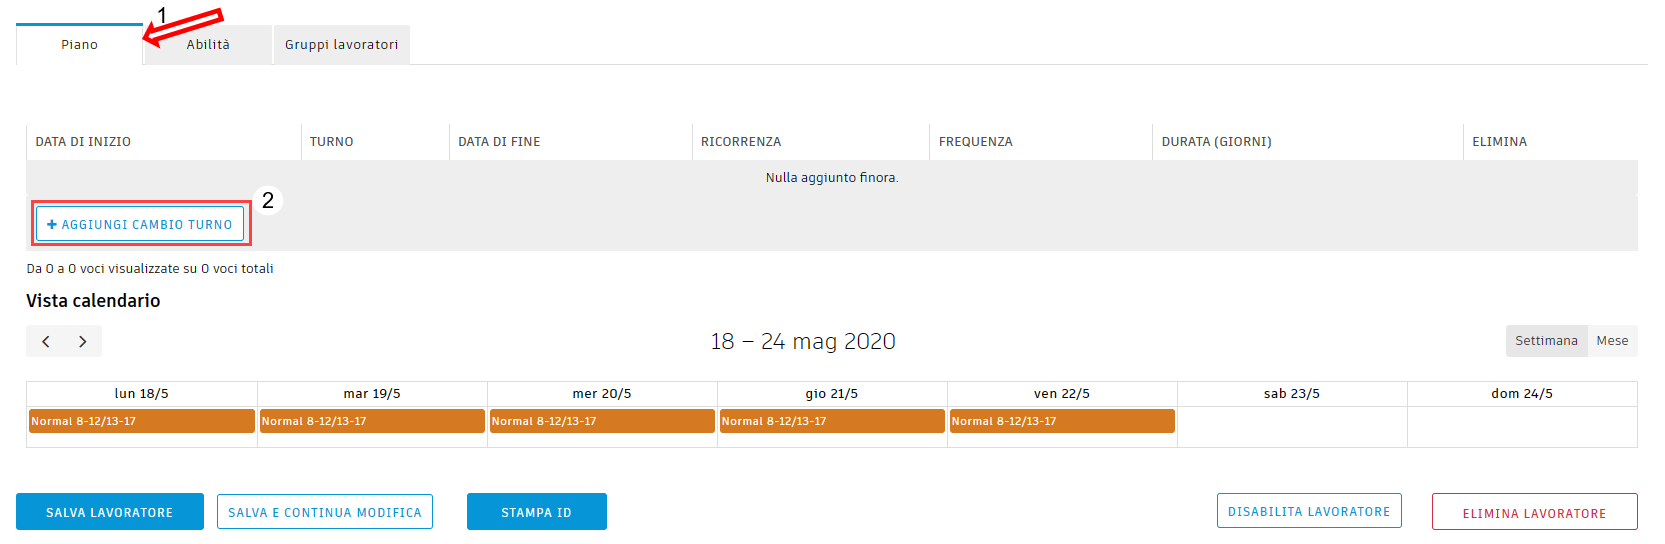 1
Piano Abilità Gruppi lavoratori
DATA DI INIZIO TURNO DATA DI FINE RICORRENZA FREQUENZA DURATA (GIORNI) ELIMINA
Nulla aggiunto finora.
+ AGGIUNGI CAMBIO TURNO 2
Da 0 a 0 voci visualizzate su 0 voci totali
Vista calendario
18 – 24 mag 2020 Settimana Mese
lun 18/5 mar 19/5 mer 20/5 gio 21/5 ven 22/5 sab 23/5 dom 24/5
Normal 8-12/13-17 Normal 8-12/13-17 Normal 8-12/13-17 Normal 8-12/13-17 Normal 8-12/13-17
SALVA LAVORATORE SALVA E CONTINUA MODIFICA STAMPA ID DISABILITA LAVORATORE ELIMINA LAVORATORE